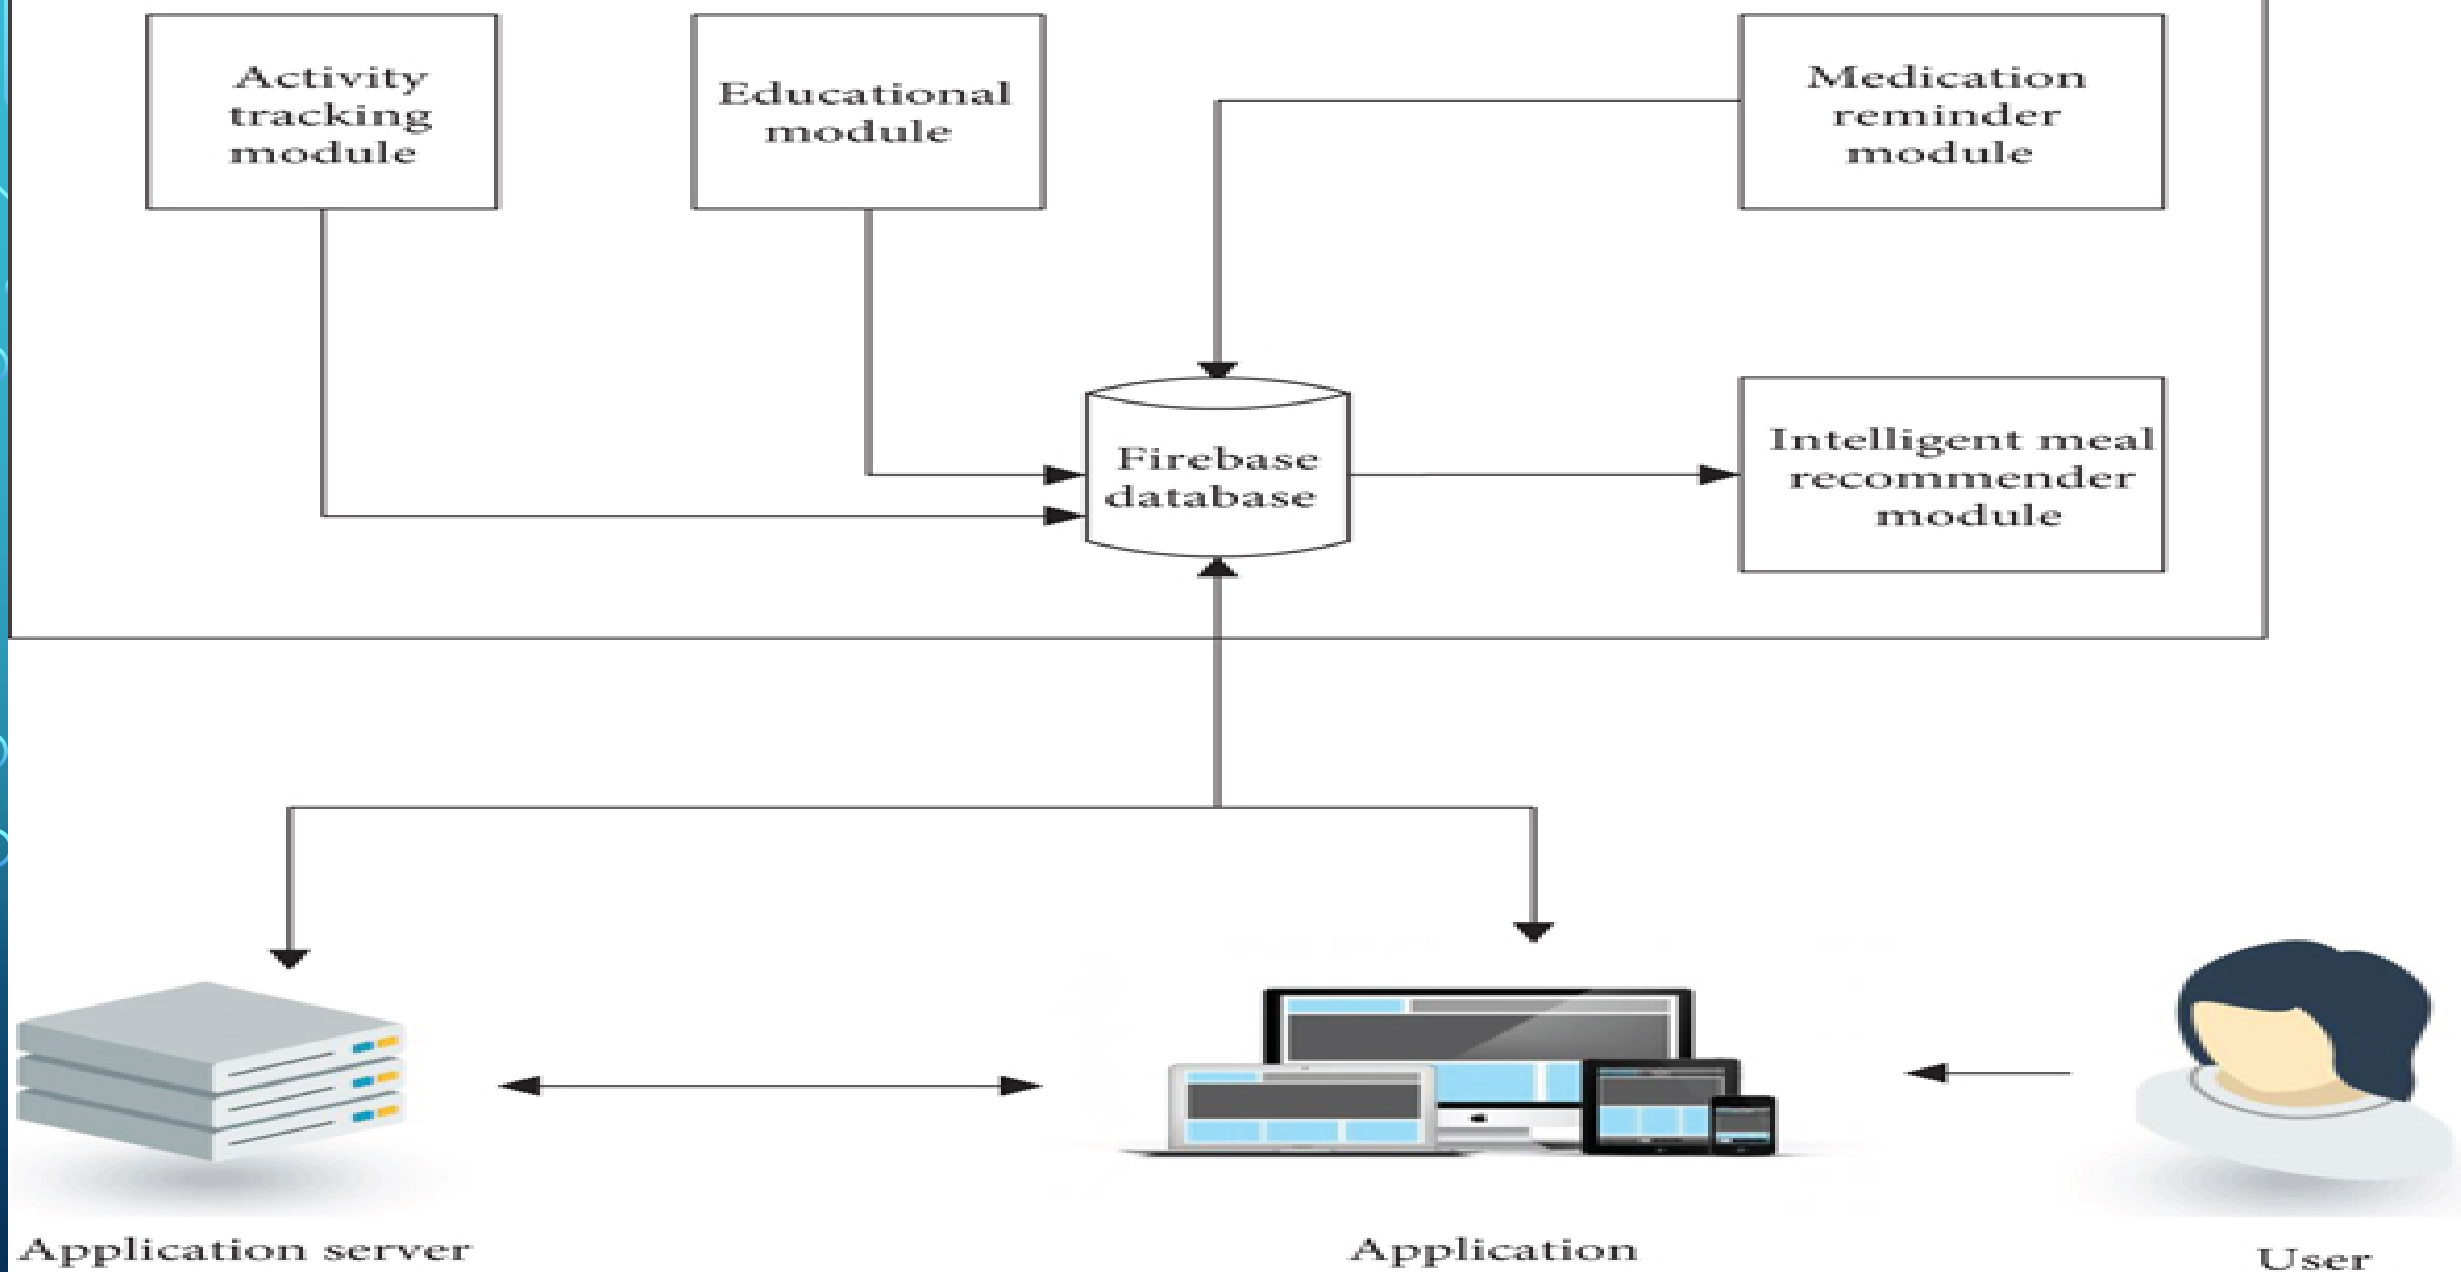 Activity
tracking
module
Educational
module
Medication
reminder
module
Firebase
database
Intelligent meal
recommender
module
Application server
Application
User